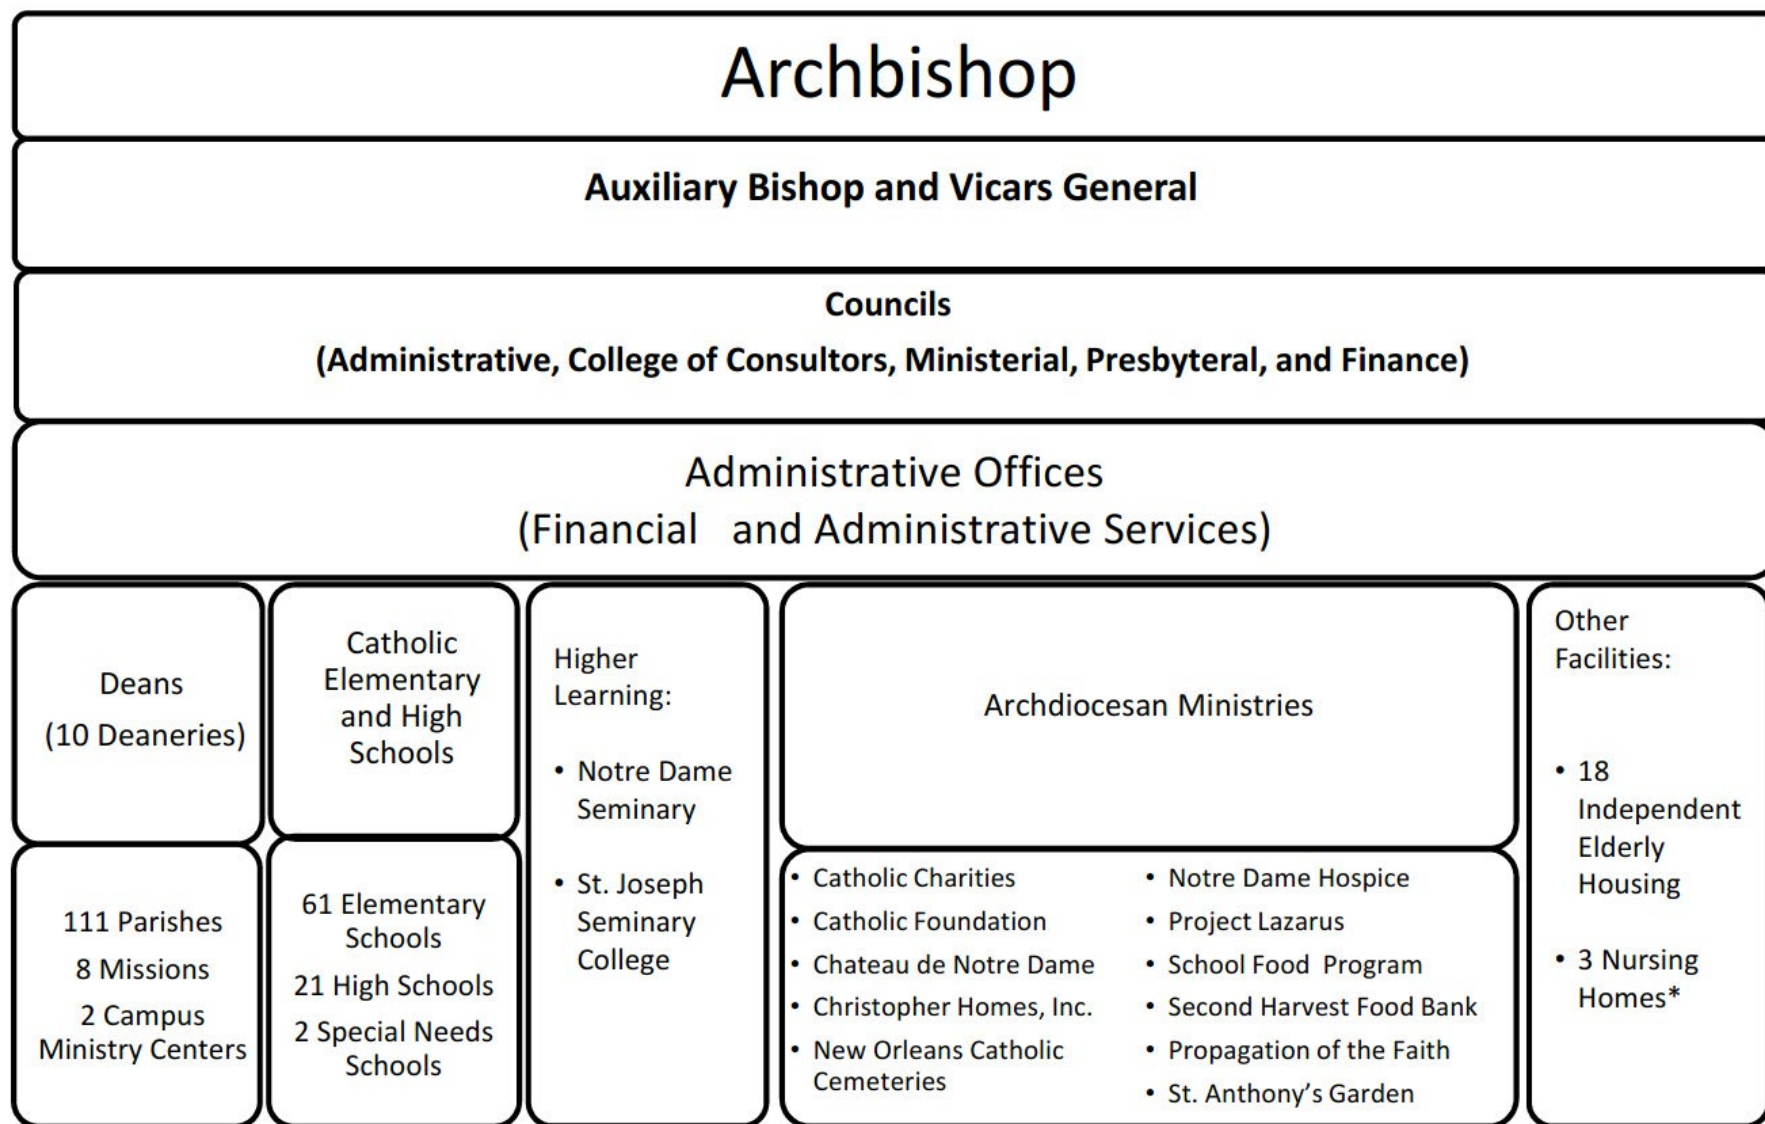 Archbishop
Auxiliary Bishop and Vicars General
Councils
(Administrative, College of Consultors, Ministerial, Presbyteral, and Finance)
Administrative Offices
(Financial and Administrative Services)
Deans
(10 Deaneries)
111 Parishes
8 Missions
2 Campus
Ministry Centers
Catholic
Elementary
and High
Schools
61 Elementary
Schools
21 High Schools
2 Special Needs
Schools
Higher
Learning:
• Notre Dame
Seminary
• St. Joseph
Seminary
College
Archdiocesan Ministries
• Catholic Charities
• Catholic Foundation
• Chateau de Notre Dame
• Christopher Homes, Inc.
• New Orleans Catholic
Cemeteries
• Notre Dame Hospice
• Project Lazarus
• School Food Program
• Second Harvest Food Bank
• Propagation of the Faith
• St. Anthony’s Garden
Other
Facilities:
• 18
Independent
Elderly
Housing
• 3 Nursing
Homes*